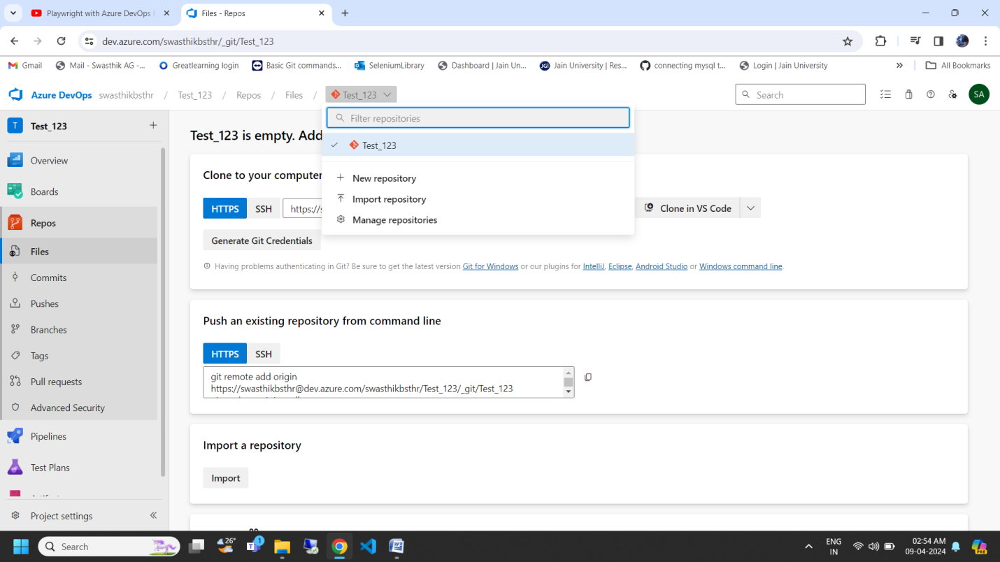 Playwright with Azure DevOps
Files - Repos
dev.azure.com/swasthikbsthr/_git/Test_123
Gmail
Mail - Swasthik AG -...
Greatlearning login
Basic Git commands...
SeleniumLibrary
Dashboard | Jain Un...
JGI
Jain University | Res...
connecting mysql t...
Login | Jain University
All Bookmarks
Azure DevOps swasthikbsthr / Test_123 / Repos / Files / Test_123
Search
SA
T Test_123
Filter repositories
Test_123 is empty. Add
Test_123
Overview
Clone to your computer
New repository
Boards
Import repository
HTTPS SSH https://s
Clone in VS Code
Repos
Manage repositories
Generate Git Credentials
Files
Having problems authenticating in Git? Be sure to get the latest version Git for Windows or our plugins for IntelliJ, Eclipse, Android Studio or Windows command line.
Commits
Pushes
Push an existing repository from command line
Branches
HTTPS SSH
Tags
git remote add origin
https://swasthikbsthr@dev.azure.com/swasthikbsthr/Test_123/_git/Test_123
Pull requests
Advanced Security
Pipelines
Import a repository
Test Plans
Import
Project settings
Search
26°
1
ENG
IN
02:54 AM
09-04-2024
PRE